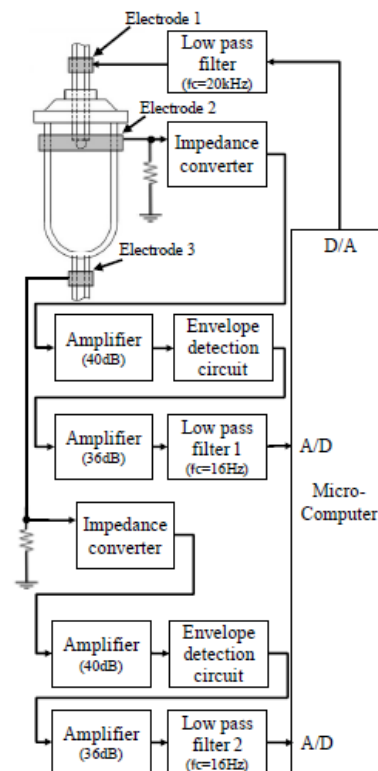 Electrode 1
Low pass
filter
(fc=20kHz)
Electrode 2
Impedance
converter
D/A
Electrode 3
Amplifier
(40dB)
Envelope
detection
circuit
Amplifier
(36dB)
Low pass
filter 1
(fc=16Hz)
A/D
Micro-
Computer
Impedance
converter
Amplifier
(40dB)
Envelope
detection
circuit
Amplifier
(36dB)
Low pass
filter 2
(fc=16Hz)
A/D